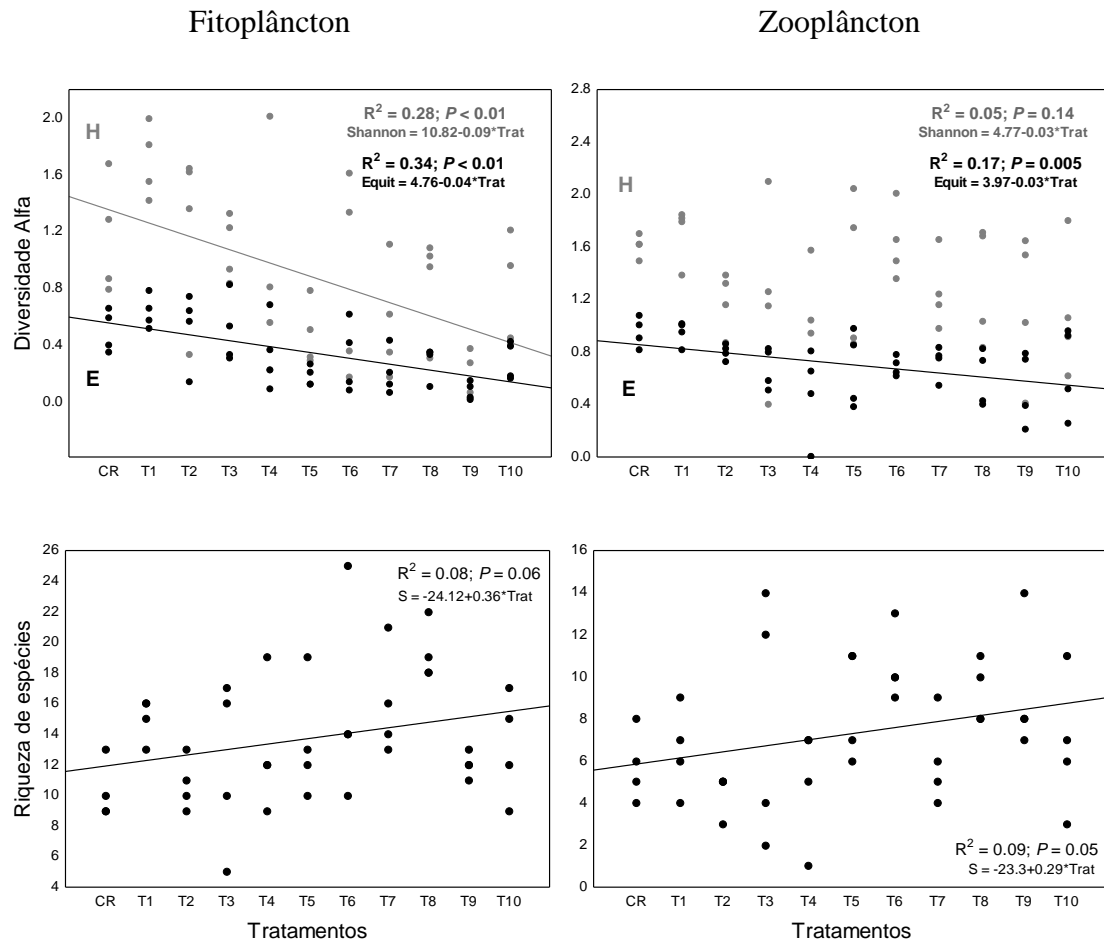 Fitoplâncton
Zooplâncton
Diversidade Alfa
2.0
1.6
1.2
0.8
0.4
0.0
H
E
R² = 0.28; P < 0.01
Shannon = 10.82-0.09*Trat
R² = 0.34; P < 0.01
Equit = 4.76-0.04*Trat
CR T1 T2 T3 T4 T5 T6 T7 T8 T9 T10
2.8
2.4
2.0
1.6
1.2
0.8
0.4
0.0
H
E
R² = 0.05; P = 0.14
Shannon = 4.77-0.03*Trat
R² = 0.17; P = 0.005
Equit = 3.97-0.03*Trat
CR T1 T2 T3 T4 T5 T6 T7 T8 T9 T10
Riqueza de espécies
26
24
22
20
18
16
14
12
10
8
6
4
R² = 0.08; P = 0.06
S = -24.12+0.36*Trat
CR T1 T2 T3 T4 T5 T6 T7 T8 T9 T10
Tratamentos
16
14
12
10
8
6
4
2
0
R² = 0.09; P = 0.05
S = -23.3+0.29*Trat
CR T1 T2 T3 T4 T5 T6 T7 T8 T9 T10
Tratamentos